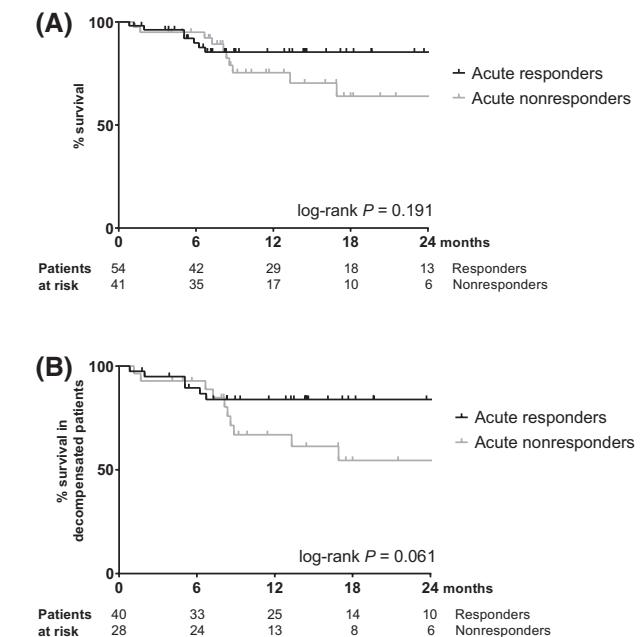 (A)
100
50
0
% survival
Acute responders
Acute nonresponders
log-rank P = 0.191
0 6 12 18 24 months
Patients 54 42 29 18 13 Responders
at risk 41 35 17 10 6 Nonresponders
(B)
100
50
0
% survival in
decompensated patients
Acute responders
Acute nonresponders
log-rank P = 0.061
0 6 12 18 24 months
Patients 40 33 25 14 10 Responders
at risk 28 24 13 8 6 Nonresponders